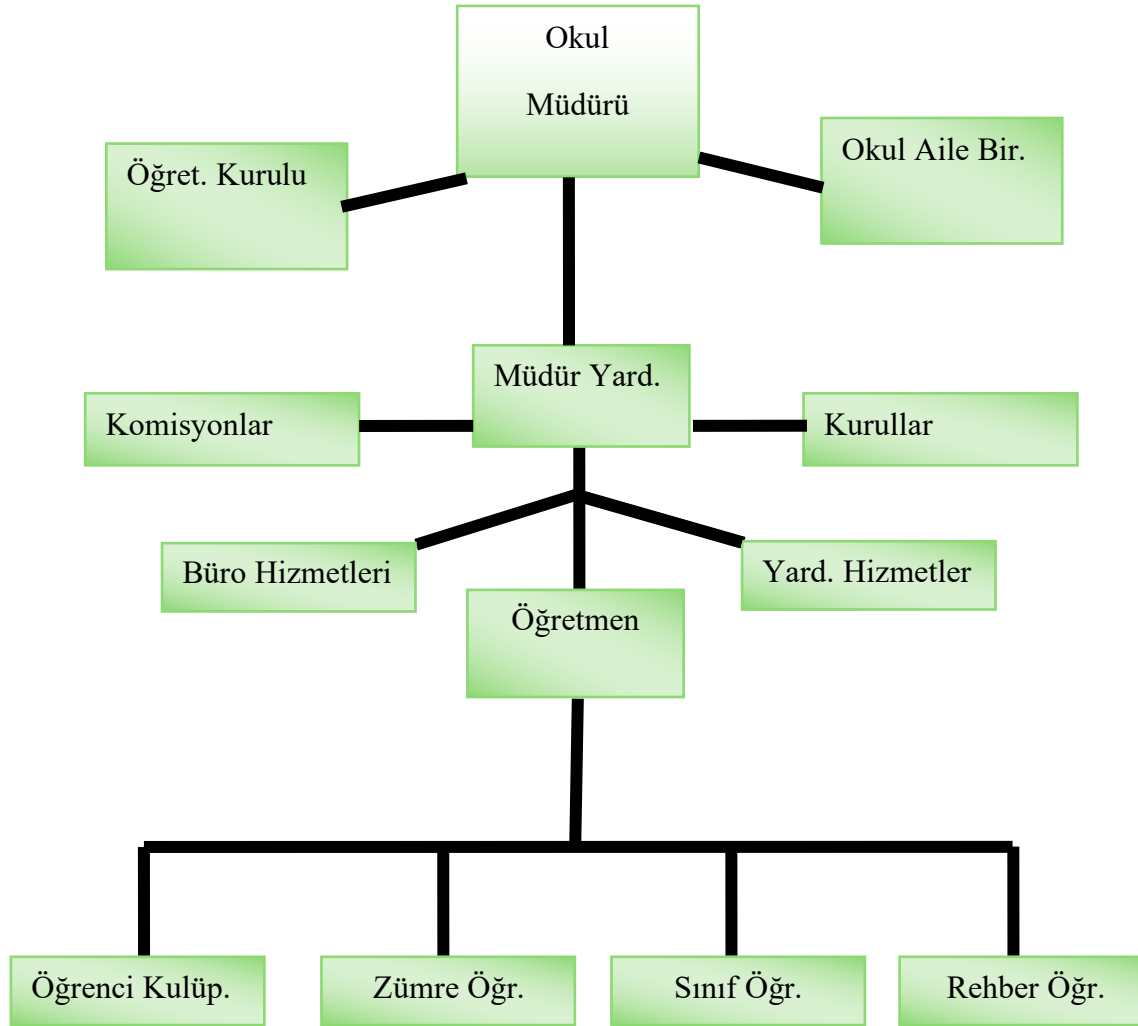 Okul
Müdürü
Öğret. Kurulu
Okul Aile Bir.
Müdür Yard.
Komisyonlar
Kurullar
Büro Hizmetleri
Yard. Hizmetler
Öğretmen
Öğrenci Kulüp.
Zümre Öğr.
Sınıf Öğr.
Rehber Öğr.